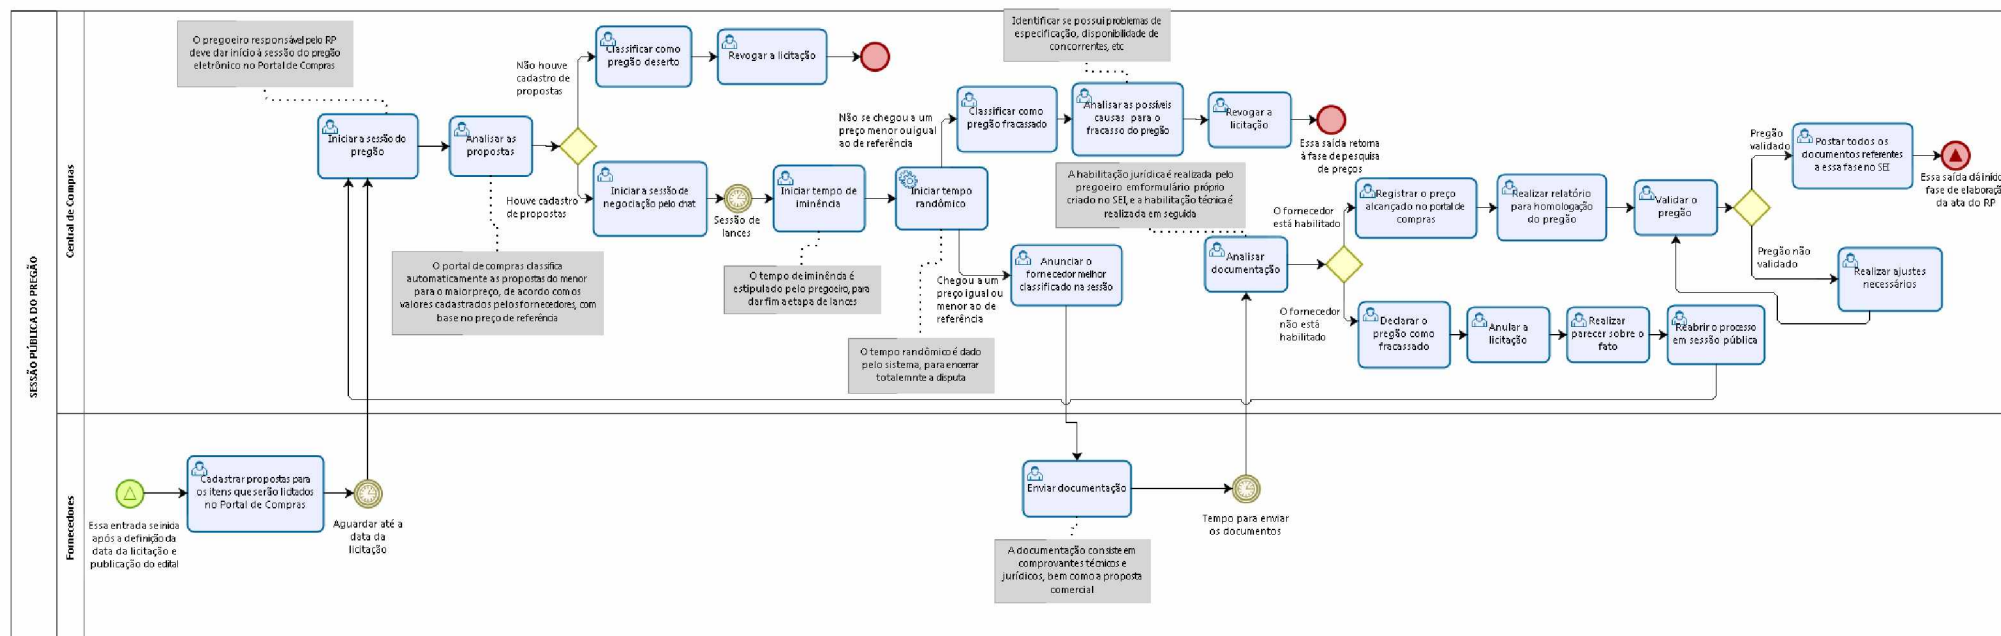 SESSÃO PÚBLICA DO PREGÃO
Central de Compras
O pregoeiro responsável pelo RP
deve dar início à sessão do pregão
eletrônico no Portal de Compras
Iniciar a sessão do
pregão
Analisar as
propostas
O portal de compras classifica
automaticamente as propostas do menor
para o maior preço, de acordo com os
valores cadastrados pelos fornecedores, com
base no preço de referência
Não houve
cadastro de
propostas
Classificar como
pregão deserto
Revogar a licitação
Houve cadastro
de propostas
Iniciar a sessão de
negociação pelo chat
Sessão de
lances
Iniciar tempo de
iminência
O tempo de iminência é
estipulado pelo pregoeiro, para
dar fim a etapa de lances
Iniciar tempo
randômico
O tempo randômico é dado
pelo sistema, para encerrar
totalemnte a disputa
Não se chegou a um
preço menor ou igual
ao de referência
Classificar como
pregão fracassado
Identificar se possui problemas de
especificação, disponibilidade de
concorrentes, etc
Analisar as possíveis
causas para o
fracasso do pregão
Revogar a
licitação
Essa saída retorna
à fase de pesquisa
de preços
Chegou a um
preço igual ou
menor ao de
referência
Anunciar o
fornecedor melhor
classificado na sessão
A habilitação jurídica é realizada pelo
pregoeiro em formulário próprio
criado no SEI, e a habilitação técnica é
realizada em seguida
Analisar
documentação
O fornecedor
está habilitado
Registrar o preço
alcançado no portal de
compras
Realizar relatório
para homologação
do pregão
Validar o
pregão
Pregão
validado
Postar todos os
documentos referentes
a essa fase no SEI
Essa saída dá iníco
fase de elaboraçã
da ata do RP
Pregão não
validado
Realizar ajustes
necessários
O fornecedor
não está
habilitado
Declarar o
pregão como
fracassado
Anular a
licitação
Realizar
parecer sobre o
fato
Reabrir o processo
em sessão pública
Fornecedores
Essa entrada se inicia
após a definição da
data da licitação e
publicação do edital
Cadastrar propostas para
os itens que serão licitados
no Portal de Compras
Aguardar até a
data da
licitação
Enviar documentação
A documentação consiste em
comprovantes técnicos e
jurídicos, bem como a proposta
comercial
Tempo para enviar
os documentos